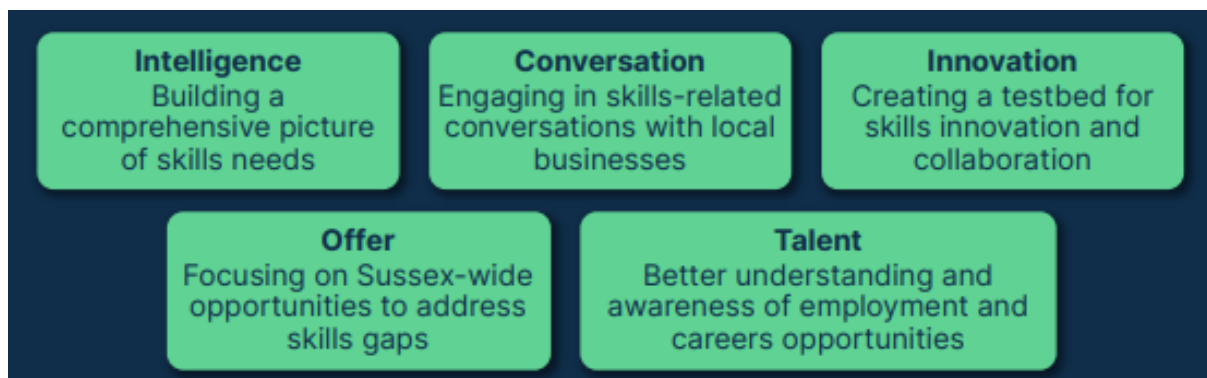 Intelligence
Building a
comprehensive picture
of skills needs
Conversation
Engaging in skills-related
conversations with local
businesses
Innovation
Creating a testbed for
skills innovation and
collaboration
Offer
Focusing on Sussex-wide
opportunities to address
skills gaps
Talent
Better understanding and
awareness of employment and
careers opportunities